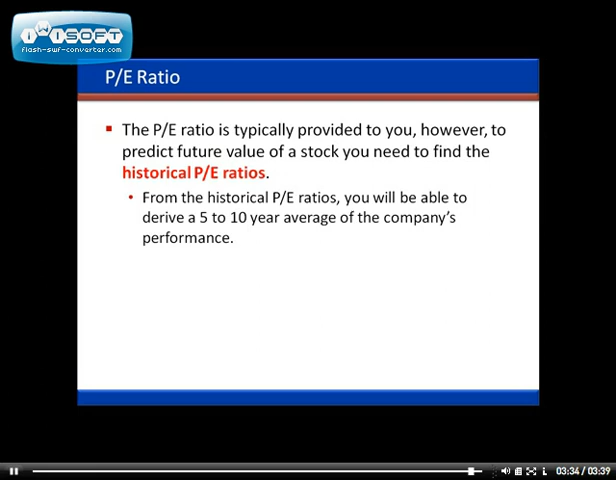 iWiSOFT
flash-swf-converter.com
P/E Ratio
The P/E ratio is typically provided to you, however, to
predict future value of a stock you need to find the
historical P/E ratios.
From the historical P/E ratios, you will be able to
derive a 5 to 10 year average of the company's
performance.
03:34 / 03:39